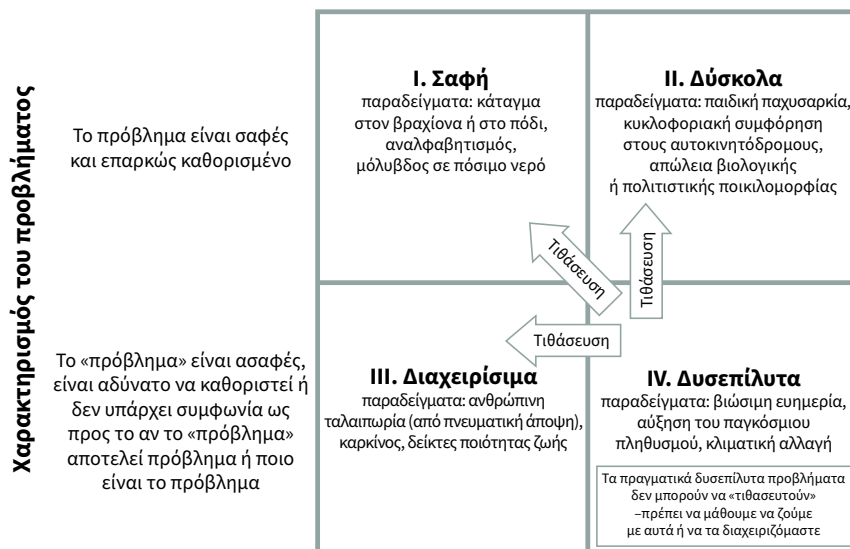 Χαρακτηρισμός του προβλήματος
Το πρόβλημα είναι σαφές
και επαρκώς καθορισμένο
I. Σαφή
παραδείγματα: κάταγμα
στον βραχίονα ή στο πόδι,
αναλφαβητισμός,
μόλυβδος σε πόσιμο νερό
II. Δύσκολα
παραδείγματα: παιδική παχυσαρκία,
κυκλοφοριακή συμφόρηση
στους αυτοκινητόδρομους,
απώλεια βιολογικής
ή πολιτιστικής ποικιλομορφίας
Τιθάσευση
Τιθάσευση
Τιθάσευση
Το «πρόβλημα» είναι ασαφές,
είναι αδύνατο να καθοριστεί ή
δεν υπάρχει συμφωνία ως
προς το αν το «πρόβλημα»
αποτελεί πρόβλημα ή ποιο
είναι το πρόβλημα
III. Διαχειρίσιμα
παραδείγματα: ανθρώπινη
ταλαιπωρία (από πνευματική άποψη),
καρκίνος, δείκτες ποιότητας ζωής
IV. Δυσεπίλυτα
παραδείγματα: βιώσιμη ευημερία,
αύξηση του παγκόσμιου
πληθυσμού, κλιματική αλλαγή
Τα πραγματικά δυσεπίλυτα προβλήματα
δεν μπορούν να «τιθασευτούν»
–πρέπει να μάθουμε να ζούμε
με αυτά ή να τα διαχειριζόμαστε